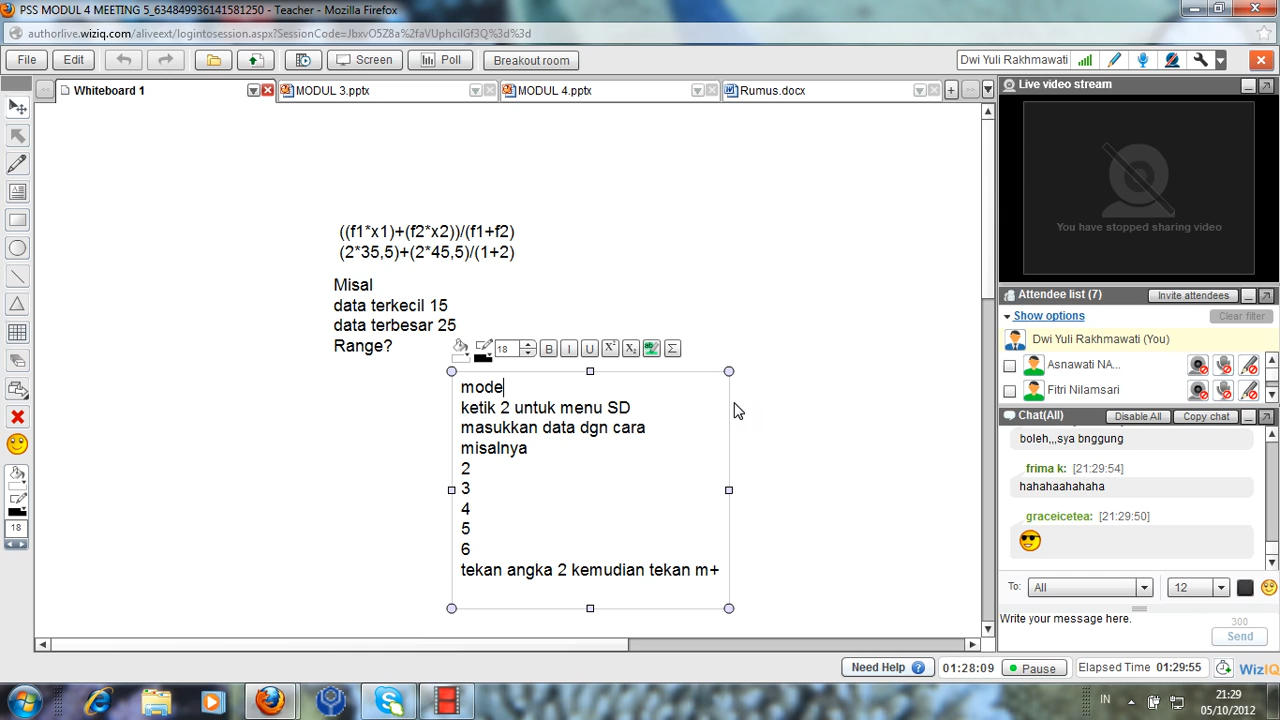 PSS MODUL 4 MEETING 5_634849936141581250 - Teacher - Mozilla Firefox
authorlive.wiziq.com/aliveext/logintosession.aspx?SessionCode=JbxvO5Z8a%2faVUphciIGf3Q%3d%3d
File Edit Screen Poll Breakout room Dwi Yuli Rakhmawati
Whiteboard 1 MODUL 3.pptx MODUL 4.pptx Rumus.docx
Live video stream
((f1*x1)+(f2*x2))/(f1+f2)
(2*35,5)+(2*45,5)/(1+2)
Misal
data terkecil 15
data terbesar 25
Range?
18 B I U X² X₂ ab Σ
mode
ketik 2 untuk menu SD
masukkan data dgn cara
misalnya
2
3
4
5
6
tekan angka 2 kemudian tekan m+
18
You have stopped sharing video
Attendee list (7) Invite attendees
Show options Clear filter
Dwi Yuli Rakhmawati (You)
Asnawati NA...
Fitri Nilamsari
Chat(All) Disable All Copy chat
boleh,,,sya bnggung
frima k: [21:29:54]
hahahaahahaha
graceicetea: [21:29:50]
To: All 12
Write your message here.
300
Send
Need Help ? 01:28:09 Pause Elapsed Time 01:29:55 WizIQ
IN 21:29
05/10/2012